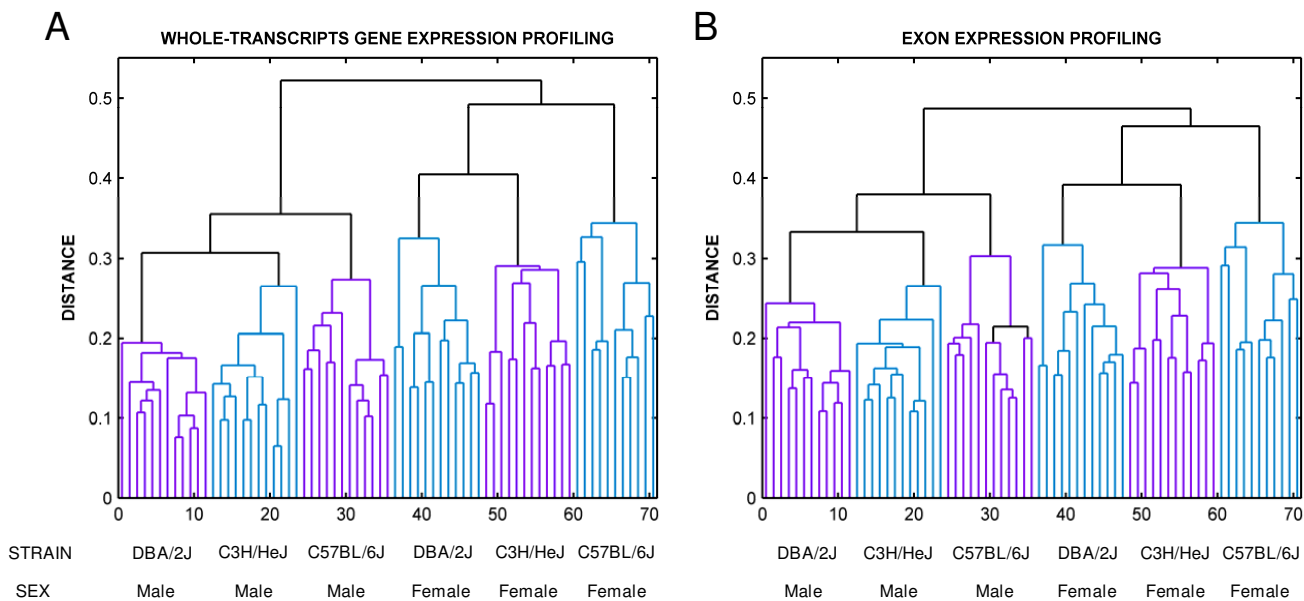 A
B
WHOLE-TRANSCRIPTS GENE EXPRESSION PROFILING
EXON EXPRESSION PROFILING
DISTANCE
0.5
0.4
0.3
0.2
0.1
0
0 10 20 30 40 50 60 70
DISTANCE
0.5
0.4
0.3
0.2
0.1
0
0 10 20 30 40 50 60 70
STRAIN DBA/2J C3H/HeJ C57BL/6J DBA/2J C3H/HeJ C57BL/6J DBA/2J C3H/HeJ C57BL/6J DBA/2J C3H/HeJ C57BL/6J
SEX Male Male Male Female Female Female Male Male Male Female Female Female